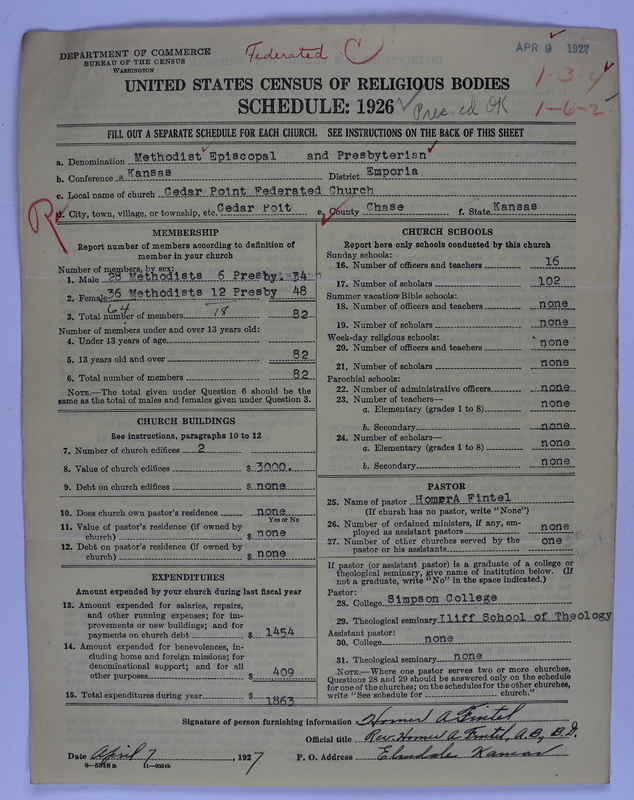 DEPARTMENT OF COMMERCE
BUREAU OF THE CENSUS
WASHINGTON
Federated C
APR 9 1927
1-3-4
1-6-2
UNITED STATES CENSUS OF RELIGIOUS BODIES
SCHEDULE: 1926
OK
FILL OUT A SEPARATE SCHEDULE FOR EACH CHURCH. SEE INSTRUCTIONS ON THE BACK OF THIS SHEET
a. Denomination Methodist Episcopal and Presbyterian
b. Conference Kansas District Emporia
c. Local name of church Cedar Point Federated Church
R
d. City, town, village, or township, etc. Cedar Poit e. County Chase f. State Kansas
MEMBERSHIP
Report number of members according to definition of
member in your church
Number of members, by sex:
1. Male 28 Methodists 6 Presby. 34
2. Female 36 Methodists 12 Presby 48
64 18
3. Total number of members 82
Number of members under and over 13 years old:
4. Under 13 years of age
5. 13 years old and over 82
6. Total number of members 82
NOTE.—The total given under Question 6 should be the
same as the total of males and females given under Question 3.
CHURCH BUILDINGS
See instructions, paragraphs 10 to 12
7. Number of church edifices 2
8. Value of church edifices $ 3000.
9. Debt on church edifices $ none
10. Does church own pastor's residence none
Yes or No
11. Value of pastor's residence (if owned by
church) $ none
12. Debt on pastor's residence (if owned by
church) $ none
EXPENDITURES
Amount expended by your church during last fiscal year
13. Amount expended for salaries, repairs,
and other running expenses; for im-
provements or new buildings; and for
payments on church debt $ 1454
14. Amount expended for benevolences, in-
cluding home and foreign missions; for
denominational support; and for all
other purposes $ 409
15. Total expenditures during year $ 1863
CHURCH SCHOOLS
Report here only schools conducted by this church
Sunday schools:
16. Number of officers and teachers 16
17. Number of scholars 102
Summer vacation Bible schools:
18. Number of officers and teachers none
19. Number of scholars none
Week-day religious schools:
20. Number of officers and teachers none
21. Number of scholars none
Parochial schools:
22. Number of administrative officers none
23. Number of teachers—
a. Elementary (grades 1 to 8) none
b. Secondary none
24. Number of scholars—
a. Elementary (grades 1 to 8) none
b. Secondary none
PASTOR
25. Name of pastor HomerA Fintel
(If church has no pastor, write "None")
26. Number of ordained ministers, if any, em-
ployed as assistant pastors none
27. Number of other churches served by the
pastor or his assistants one
If pastor (or assistant pastor) is a graduate of a college or
theological seminary, give name of institution below. (If
not a graduate, write "No" in the space indicated.)
Pastor:
28. College Simpson College
29. Theological seminary Iliff School of Theology
Assistant pastor:
30. College none
31. Theological seminary none
NOTE.—Where one pastor serves two or more churches,
Questions 28 and 29 should be answered only on the schedule
for one of the churches; on the schedules for the other churches,
write "See schedule for church."
Signature of person furnishing information Homer A Fintel
Official title Rev. Homer A. Fintel, A.B., B.D.
Date April 7, 1927 P. O. Address Elmdale Kansas